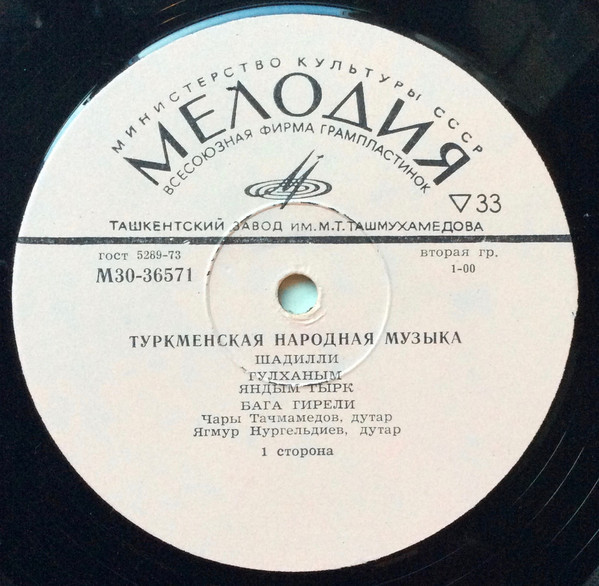 МИНИСТЕРСТВО КУЛЬТУРЫ СССР
МЕЛОДИЯ
ВСЕСОЮЗНАЯ ФИРМА ГРАМПЛАСТИНОК
▽33
ТАШКЕНТСКИЙ ЗАВОД ИМ. М.Т. ТАШМУХАМЕДОВА
гост 5289-73 вторая гр.
М30-36571 1-00
ТУРКМЕНСКАЯ НАРОДНАЯ МУЗЫКА
ШАДИЛЛИ
ГУЛХАНЫМ
ЯНДЫМ ТЫРК
БАГА ГИРЕЛИ
Чары Тачмамедов, дутар
Ягмур Нургельдиев, дутар
1 сторона